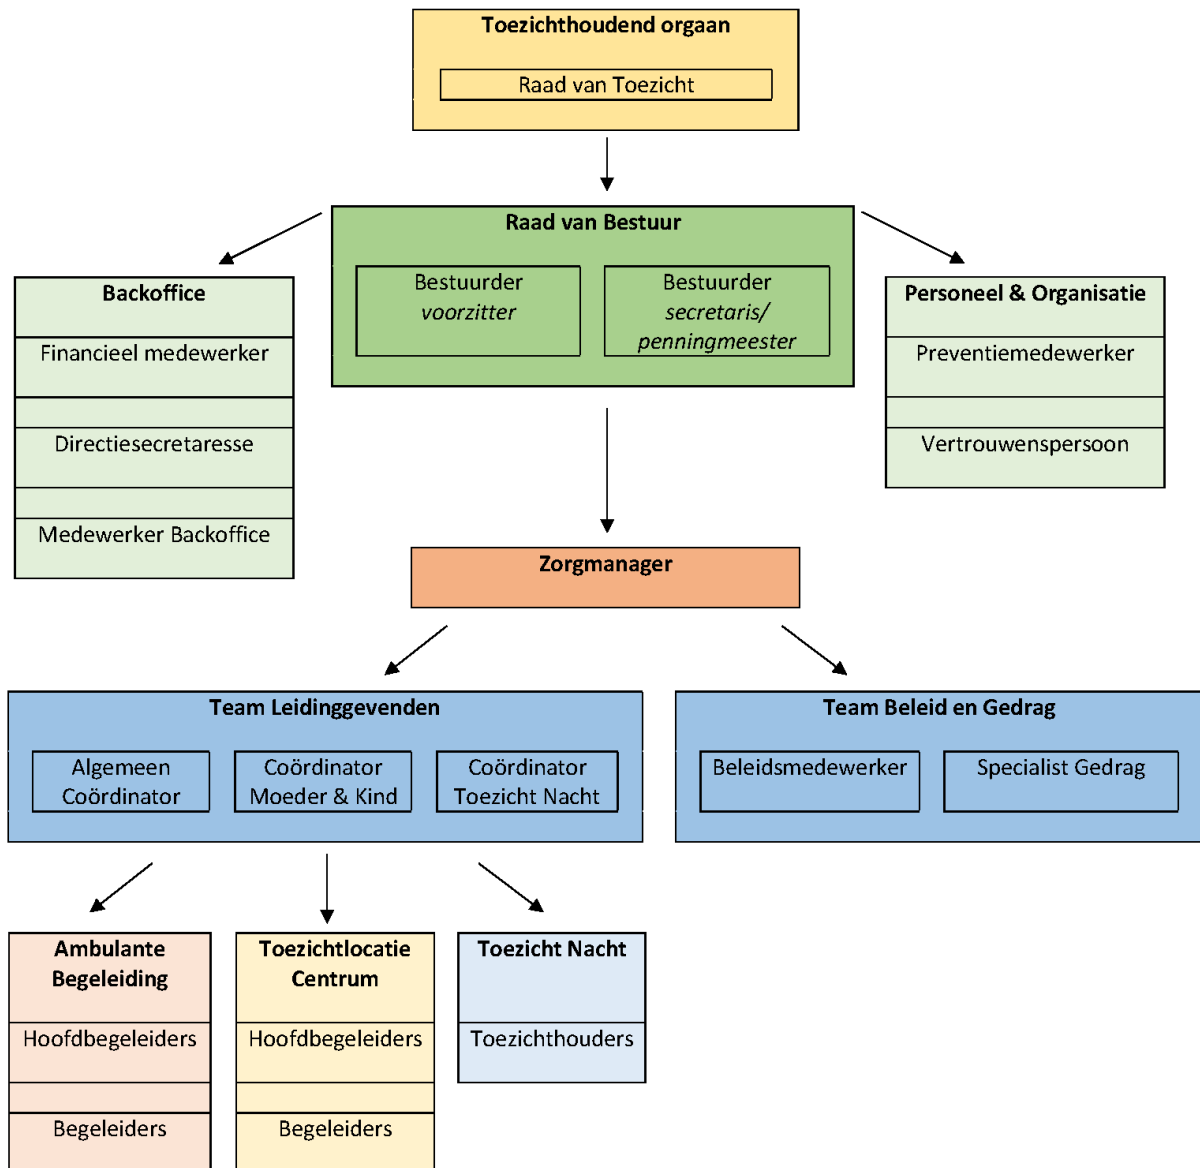 Toezichthoudend orgaan
Raad van Toezicht
Raad van Bestuur
Bestuurder
voorzitter
Bestuurder
secretaris/
penningmeester
Backoffice
Financieel medewerker
Directiesecretaresse
Medewerker Backoffice
Personeel & Organisatie
Preventiemedewerker
Vertrouwenspersoon
Zorgmanager
Team Leidinggevenden
Algemeen
Coördinator
Coördinator
Moeder & Kind
Coördinator
Toezicht Nacht
Team Beleid en Gedrag
Beleidsmedewerker
Specialist Gedrag
Ambulante
Begeleiding
Hoofdbegeleiders
Begeleiders
Toezichtlocatie
Centrum
Hoofdbegeleiders
Begeleiders
Toezicht Nacht
Toezichthouders